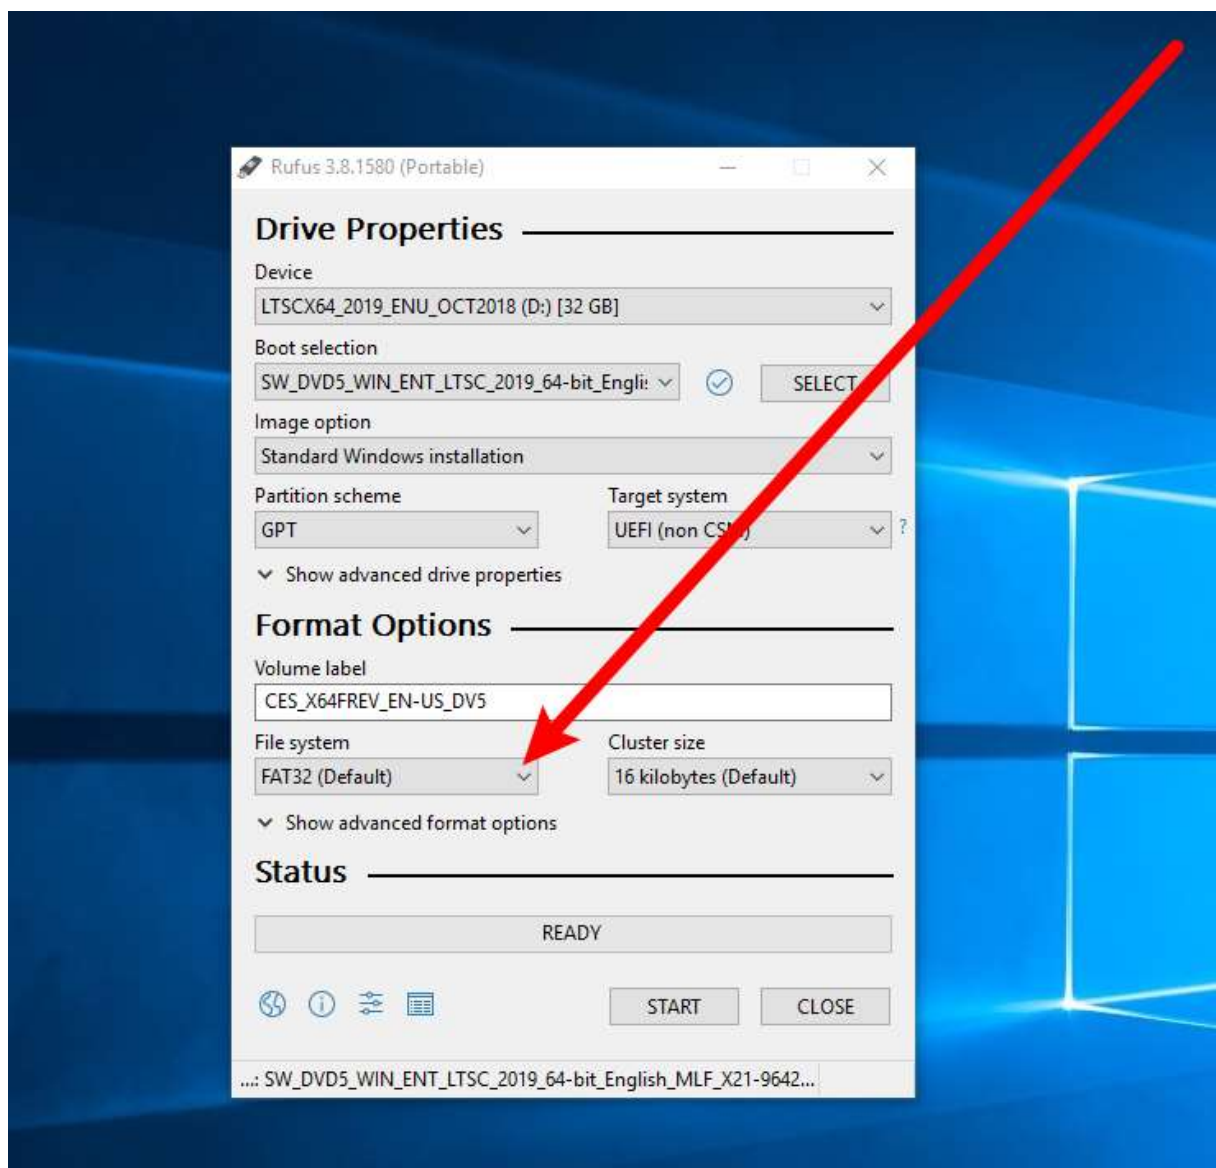 Rufus 3.8.1580 (Portable)
Drive Properties
Device
LTSCX64_2019_ENU_OCT2018 (D:) [32 GB]
Boot selection
SW_DVD5_WIN_ENT_LTSC_2019_64-bit_Englis
SELECT
Image option
Standard Windows installation
Partition scheme Target system
GPT UEFI (non CSM) ?
Show advanced drive properties
Format Options
Volume label
CES_X64FREV_EN-US_DV5
File system Cluster size
FAT32 (Default) 16 kilobytes (Default)
Show advanced format options
Status
READY
START CLOSE
...: SW_DVD5_WIN_ENT_LTSC_2019_64-bit_English_MLF_X21-9642...